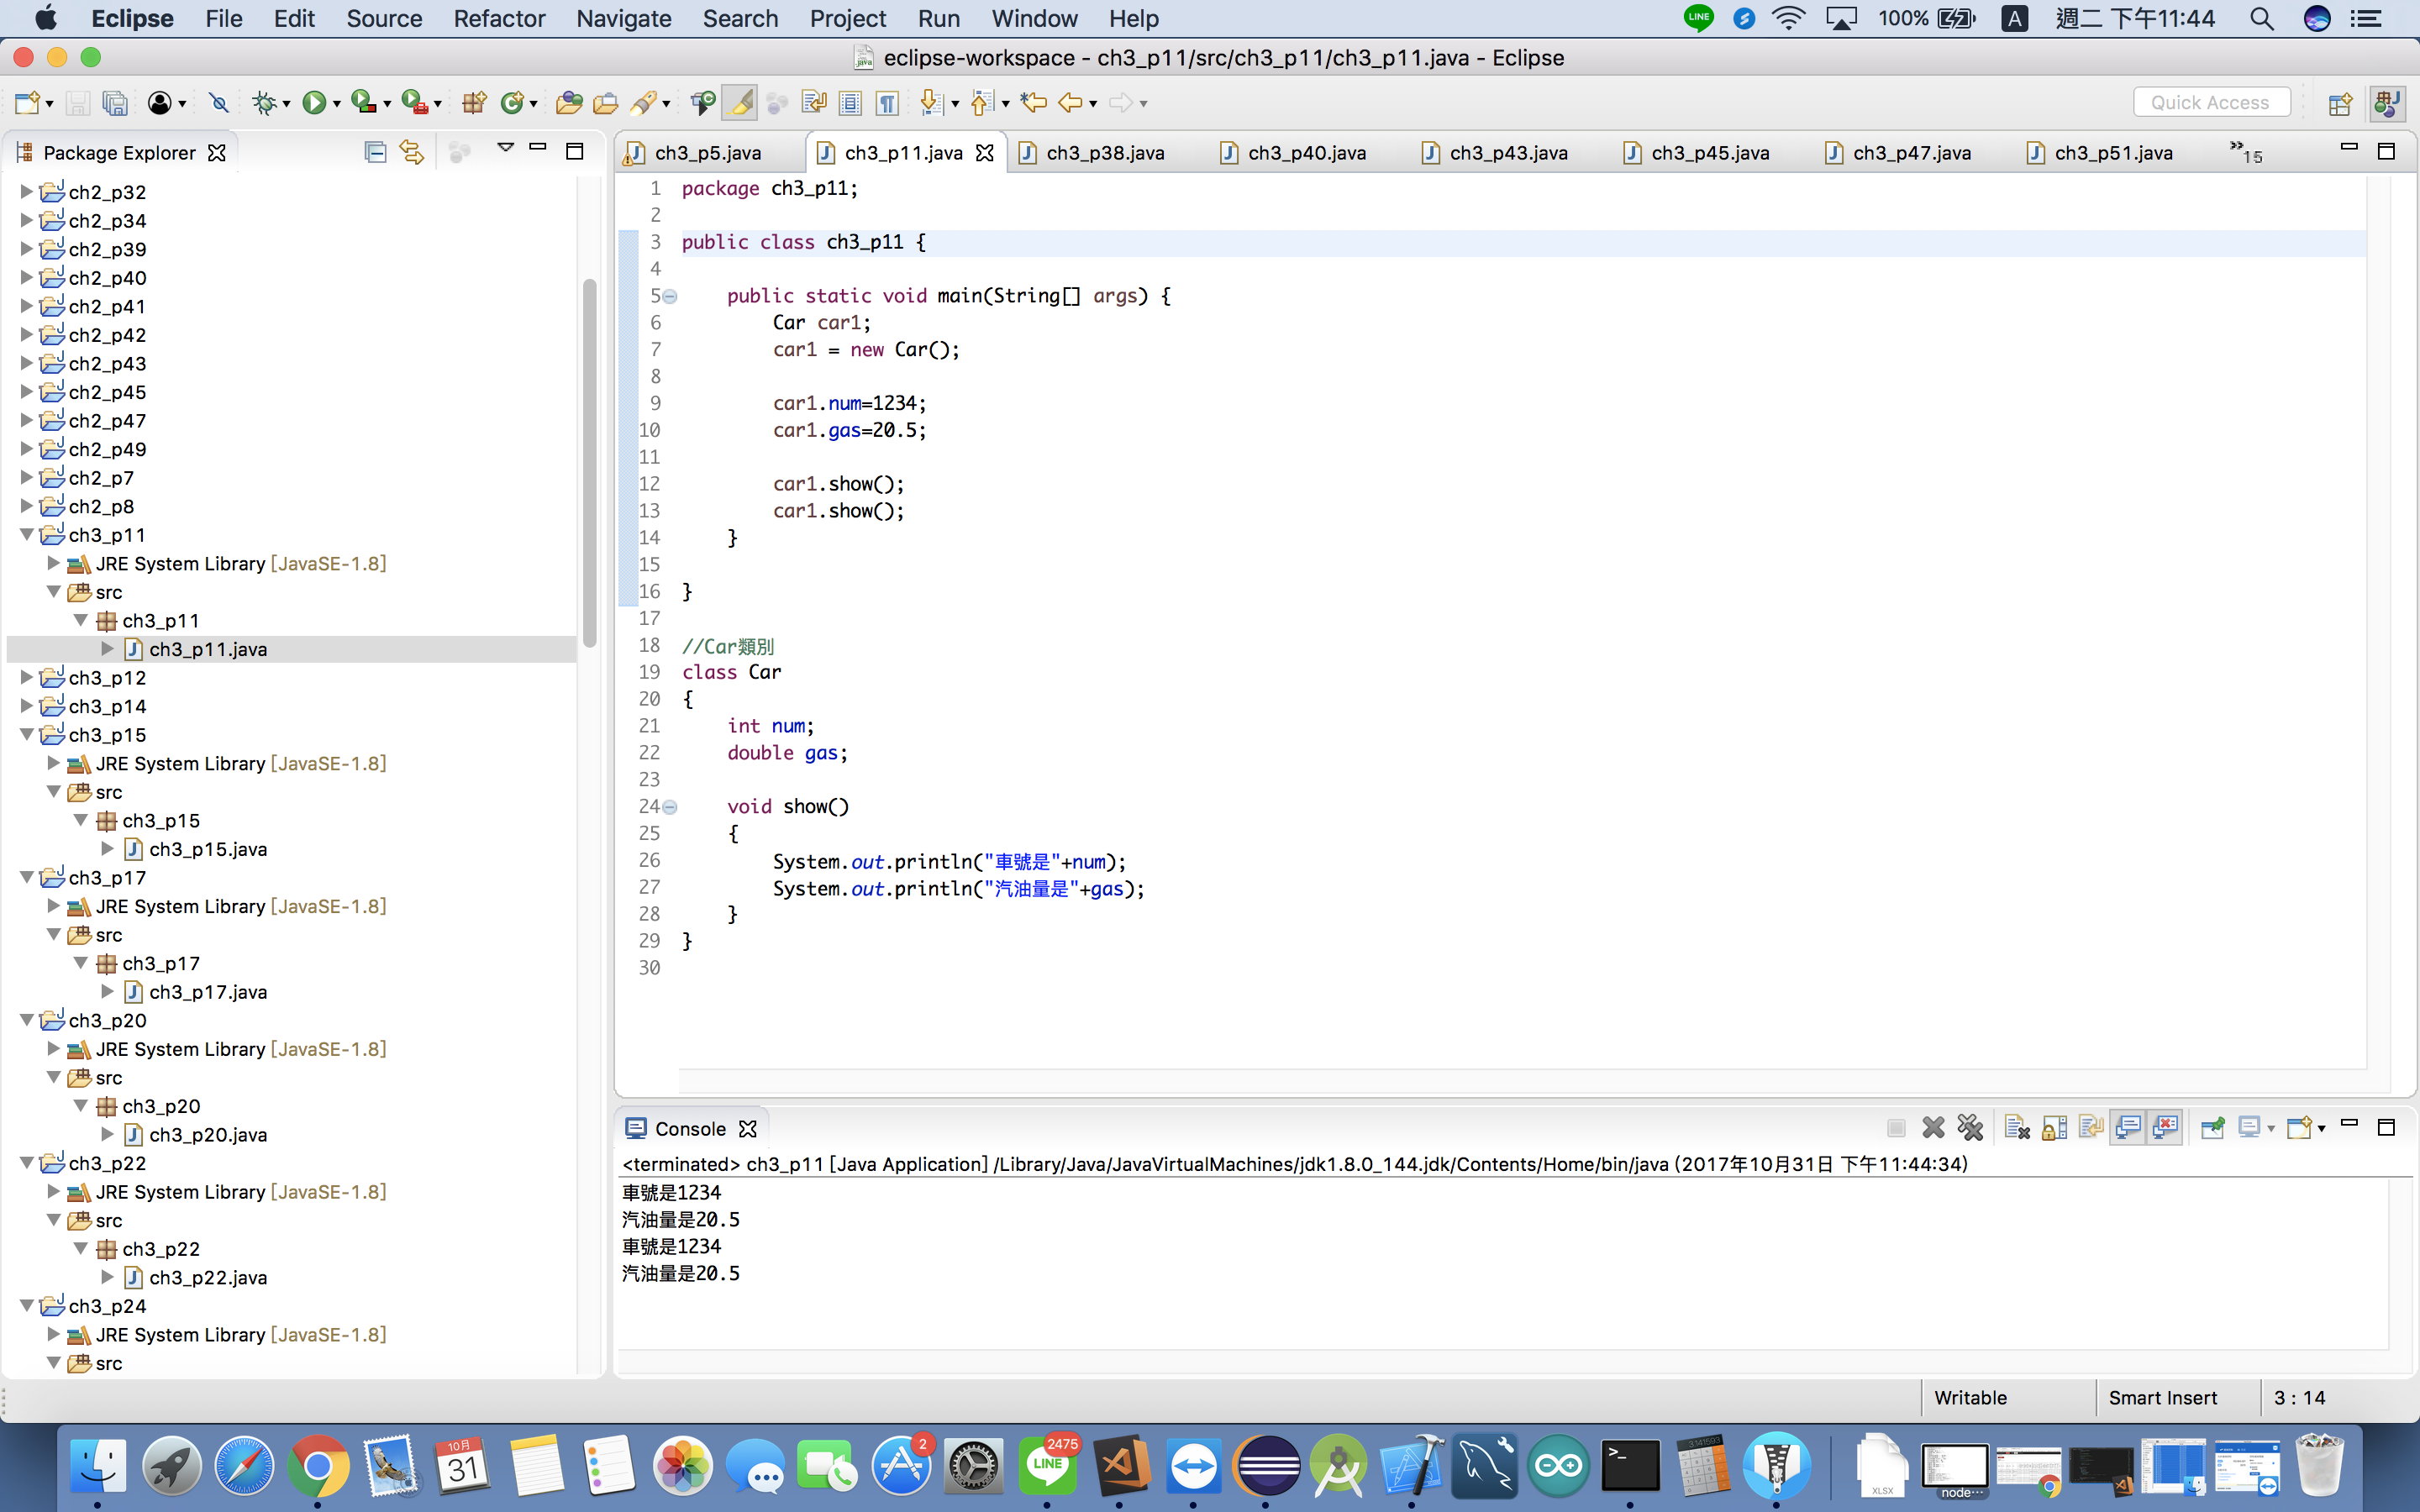 Eclipse File Edit Source Refactor Navigate Search Project Run Window Help LINE 100% A 週二 下午11:44
eclipse-workspace - ch3_p11/src/ch3_p11/ch3_p11.java - Eclipse
Quick Access
Package Explorer
ch2_p32
ch2_p34
ch2_p39
ch2_p40
ch2_p41
ch2_p42
ch2_p43
ch2_p45
ch2_p47
ch2_p49
ch2_p7
ch2_p8
ch3_p11
JRE System Library [JavaSE-1.8]
src
ch3_p11
ch3_p11.java
ch3_p12
ch3_p14
ch3_p15
JRE System Library [JavaSE-1.8]
src
ch3_p15
ch3_p15.java
ch3_p17
JRE System Library [JavaSE-1.8]
src
ch3_p17
ch3_p17.java
ch3_p20
JRE System Library [JavaSE-1.8]
src
ch3_p20
ch3_p20.java
ch3_p22
JRE System Library [JavaSE-1.8]
src
ch3_p22
ch3_p22.java
ch3_p24
JRE System Library [JavaSE-1.8]
src
ch3_p5.java ch3_p11.java ch3_p38.java ch3_p40.java ch3_p43.java ch3_p45.java ch3_p47.java ch3_p51.java »15
1 package ch3_p11;
2
3 public class ch3_p11 {
4
5 public static void main(String[] args) {
6 Car car1;
7 car1 = new Car();
8
9 car1.num=1234;
10 car1.gas=20.5;
11
12 car1.show();
13 car1.show();
14 }
15
16 }
17
18 //Car類別
19 class Car
20 {
21 int num;
22 double gas;
23
24 void show()
25 {
26 System.out.println("車號是"+num);
27 System.out.println("汽油量是"+gas);
28 }
29 }
30
Console
<terminated> ch3_p11 [Java Application] /Library/Java/JavaVirtualMachines/jdk1.8.0_144.jdk/Contents/Home/bin/java (2017年10月31日 下午11:44:34)
車號是1234
汽油量是20.5
車號是1234
汽油量是20.5
Writable Smart Insert 3 : 14
10月
31
2
2475
LINE
>_
3.141593
XLSX
node…